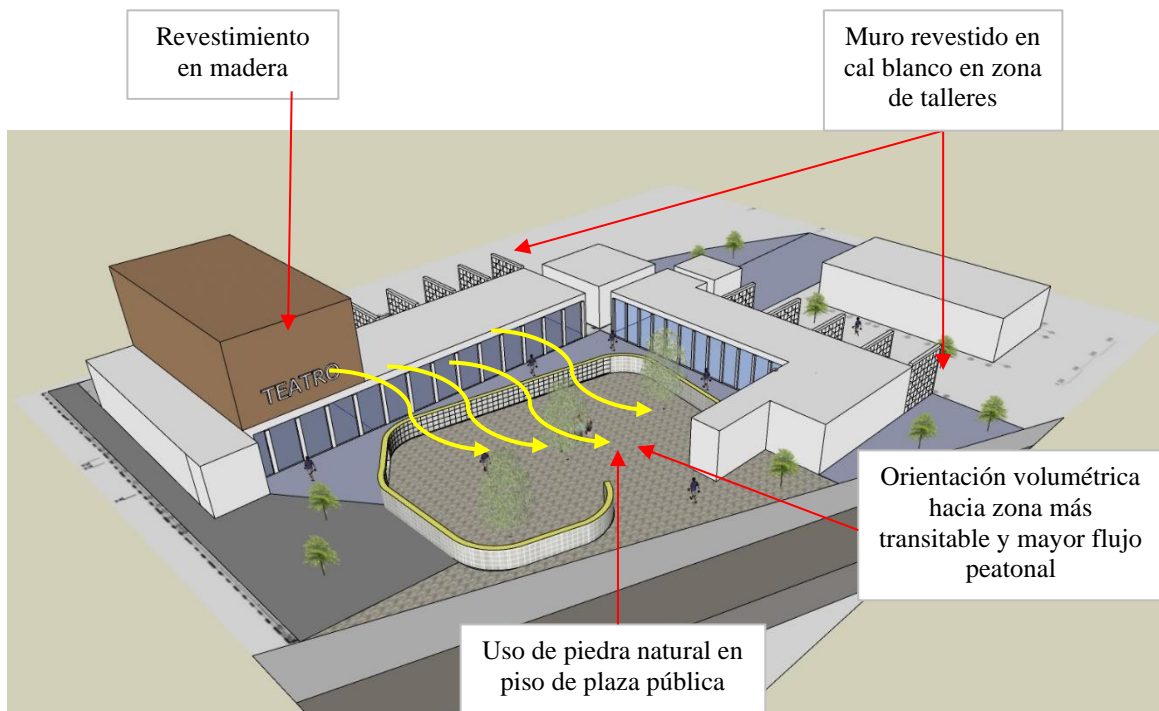 Revestimiento
en madera
Muro revestido en
cal blanco en zona
de talleres
TEATRO
Orientación volumétrica
hacia zona más
transitable y mayor flujo
peatonal
Uso de piedra natural en
piso de plaza pública